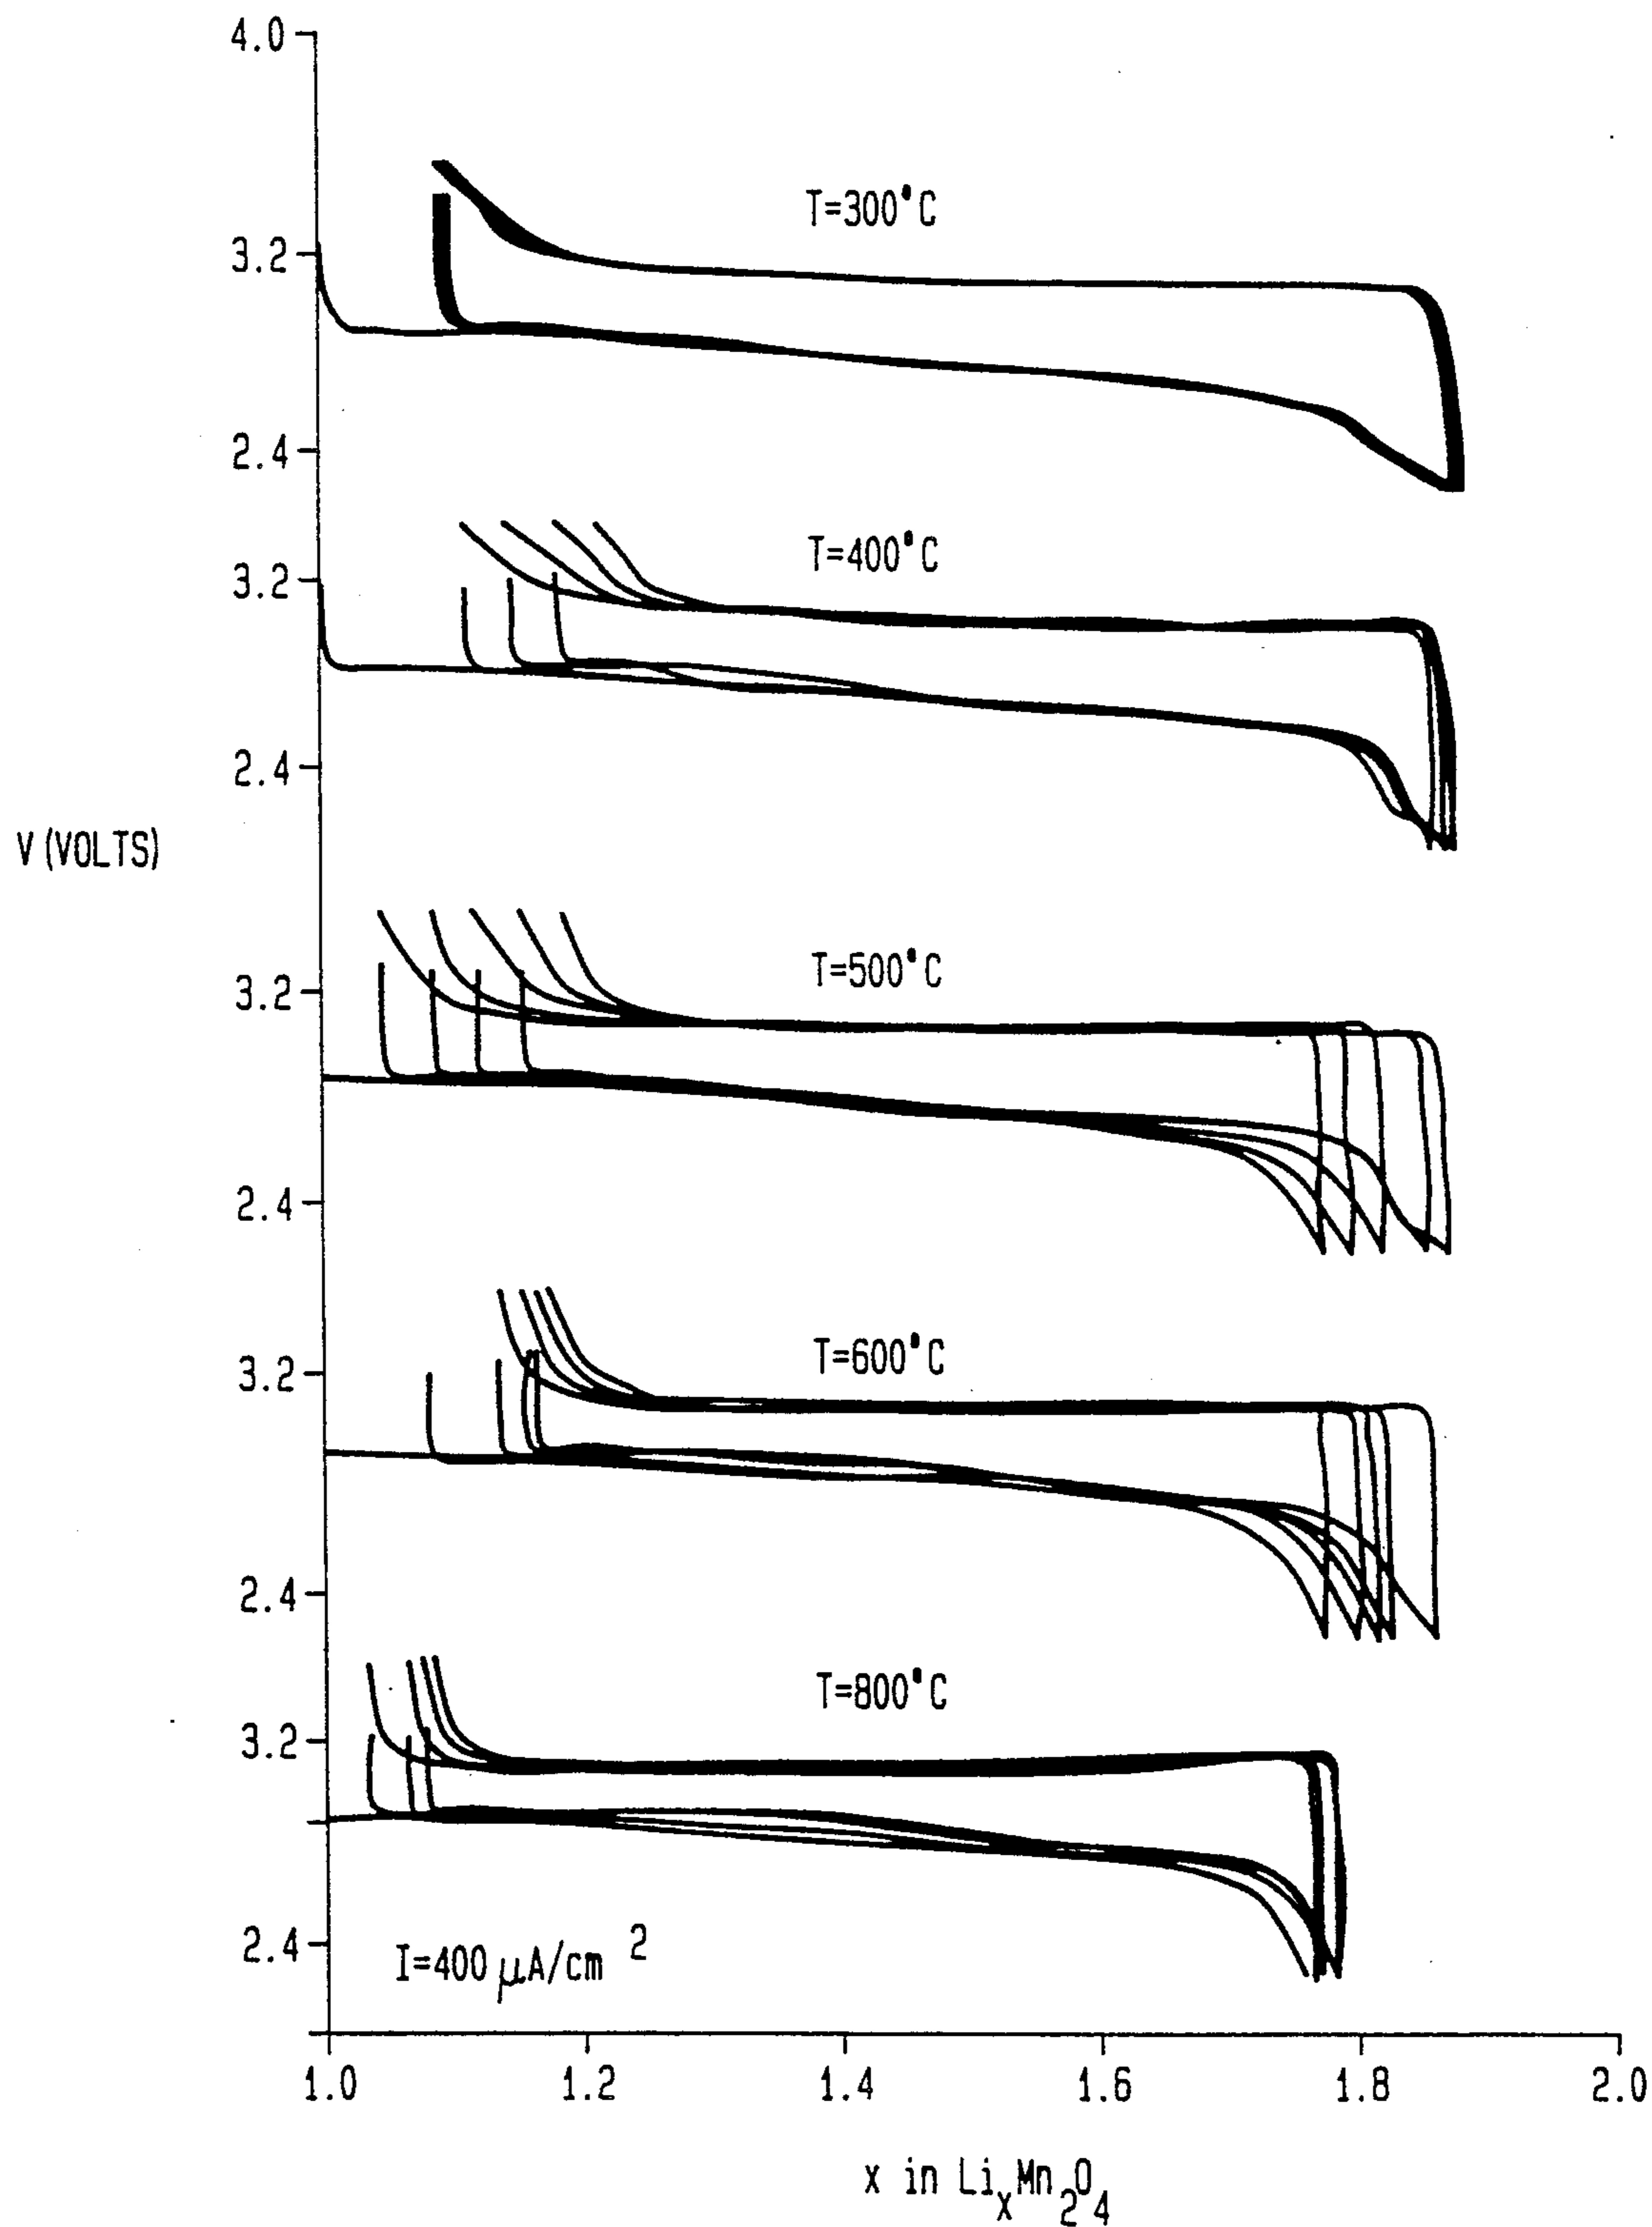 4.0
T=300°C
3.2
2.4
T=400°C
3.2
2.4
V (VOLTS)
T=500°C
3.2
2.4
T=600°C
3.2
2.4
T=800°C
3.2
2.4
I=400 μA/cm 2
1.0 1.2 1.4 1.6 1.8 2.0
x in LixMn2O4